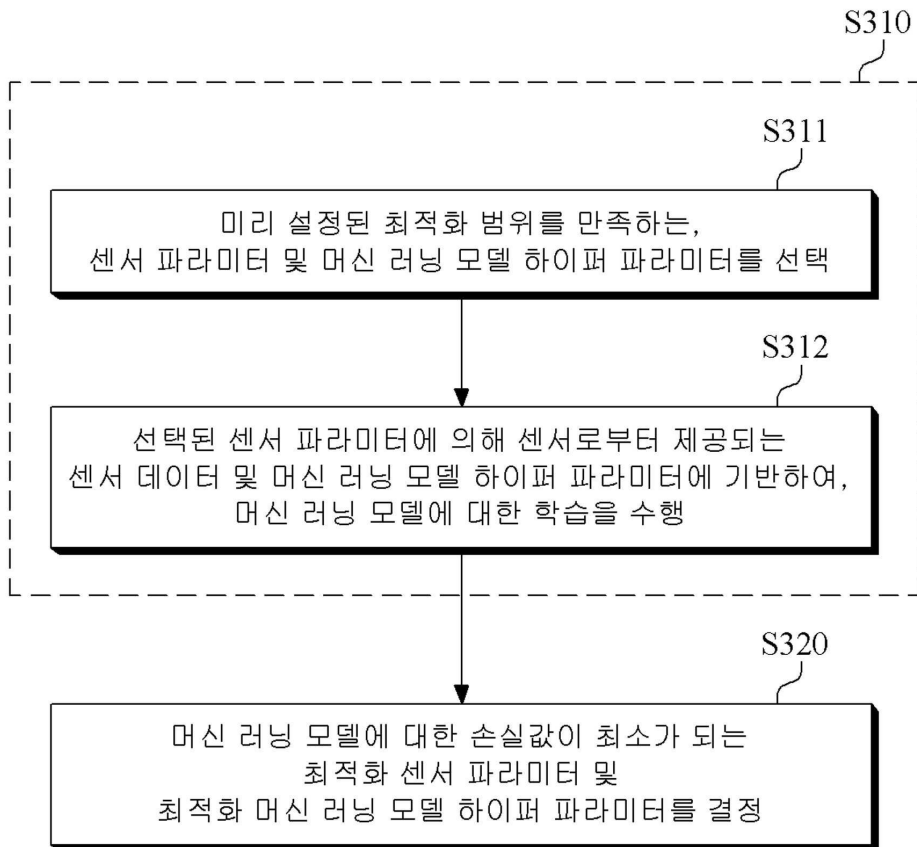 S310
S311
미리 설정된 최적화 범위를 만족하는,
센서 파라미터 및 머신 러닝 모델 하이퍼 파라미터를 선택
S312
선택된 센서 파라미터에 의해 센서로부터 제공되는
센서 데이터 및 머신 러닝 모델 하이퍼 파라미터에 기반하여,
머신 러닝 모델에 대한 학습을 수행
S320
머신 러닝 모델에 대한 손실값이 최소가 되는
최적화 센서 파라미터 및
최적화 머신 러닝 모델 하이퍼 파라미터를 결정